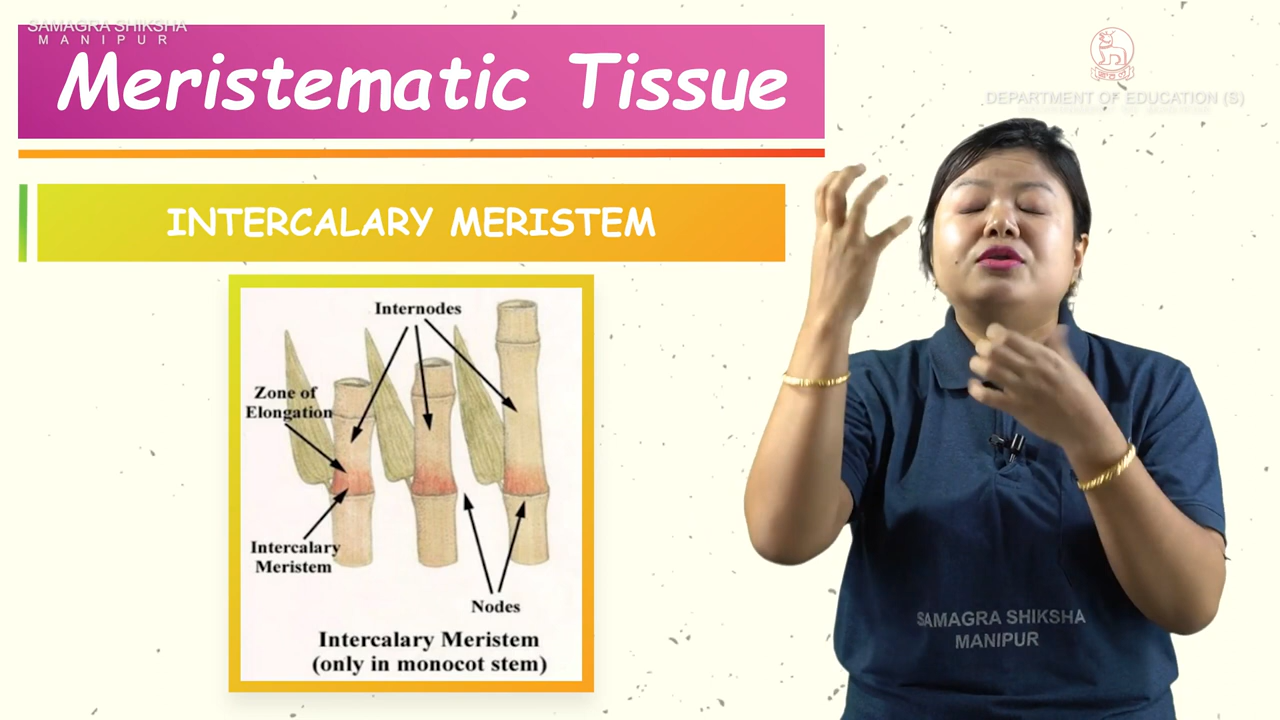 SAMAGRA SHIKSHA
MANIPUR
Meristematic Tissue
DEPARTMENT OF EDUCATION (S)
INTERCALARY MERISTEM
Internodes
Zone of
Elongation
Intercalary
Meristem
Nodes
Intercalary Meristem
(only in monocot stem)
SAMAGRA SHIKSHA
MANIPUR